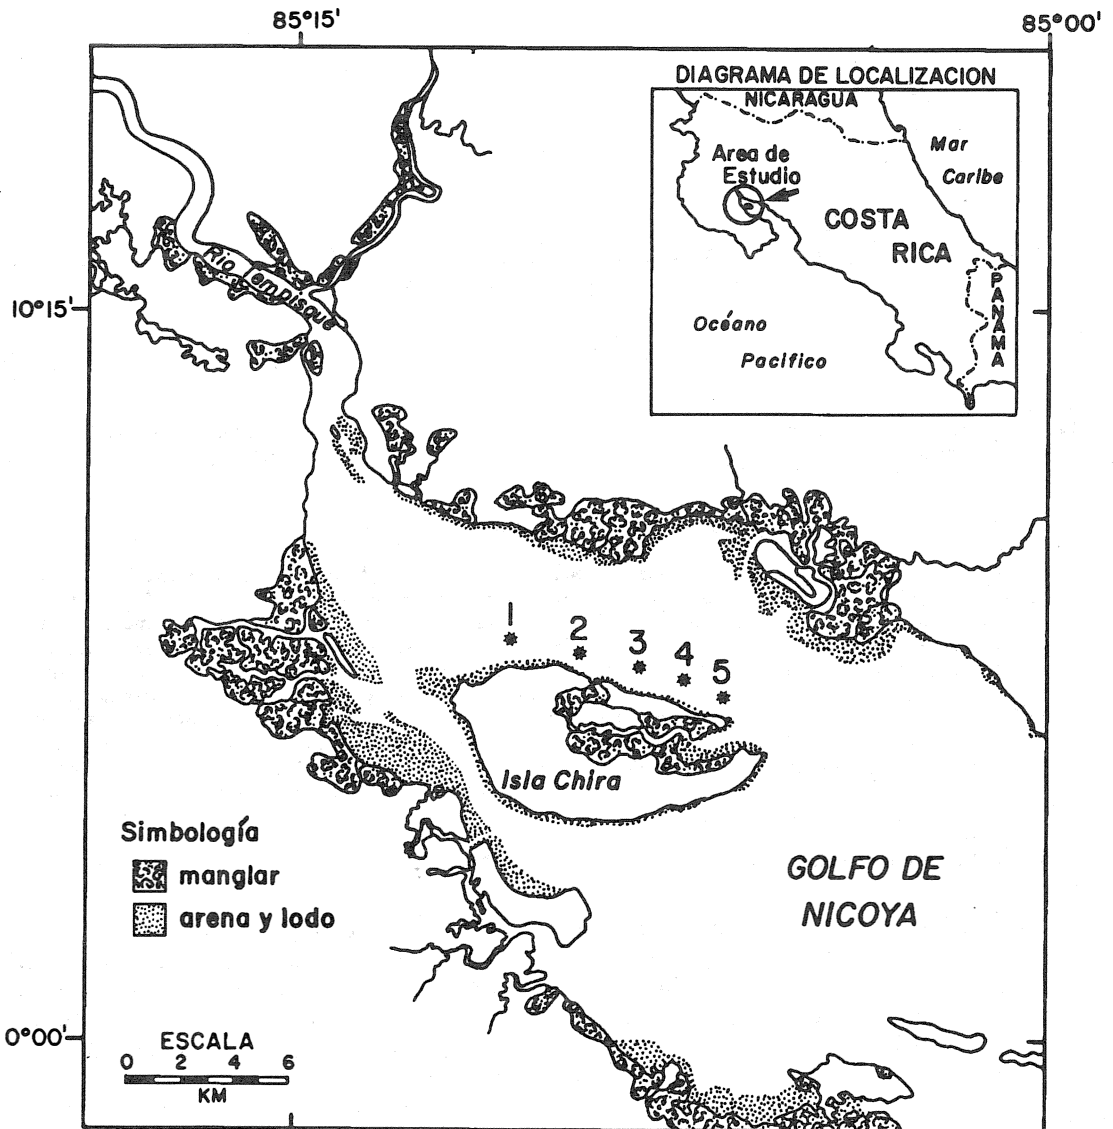 85°15'
85°00'
DIAGRAMA DE LOCALIZACION
NICARAGUA
Mar
Caribe
Area de
Estudio
COSTA
RICA
PANAMA
Océano
Pacifico
10°15'
Rio
empisque
1
2
3
4
5
Isla Chira
Simbología
manglar
arena y lodo
GOLFO DE
NICOYA
0°00'
ESCALA
0 2 4 6
KM